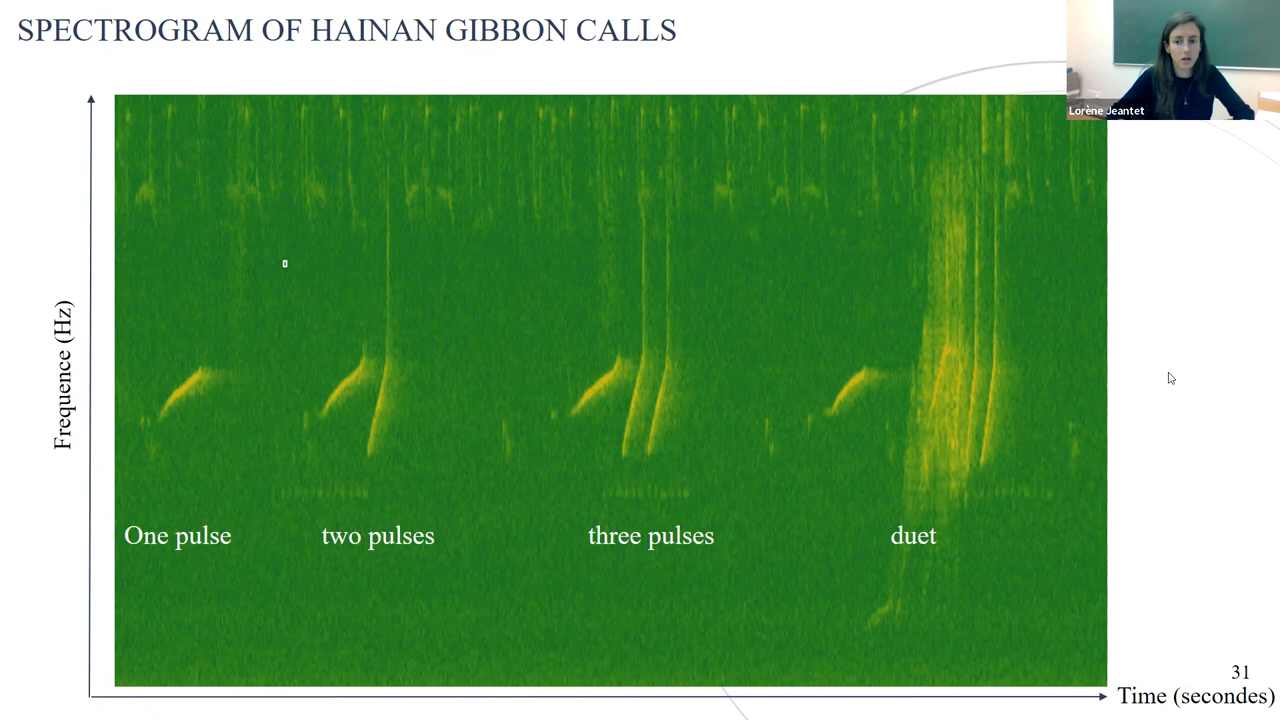 SPECTROGRAM OF HAINAN GIBBON CALLS
Lorène Jeantet
Frequence (Hz)
One pulse
two pulses
three pulses
duet
31
Time (secondes)